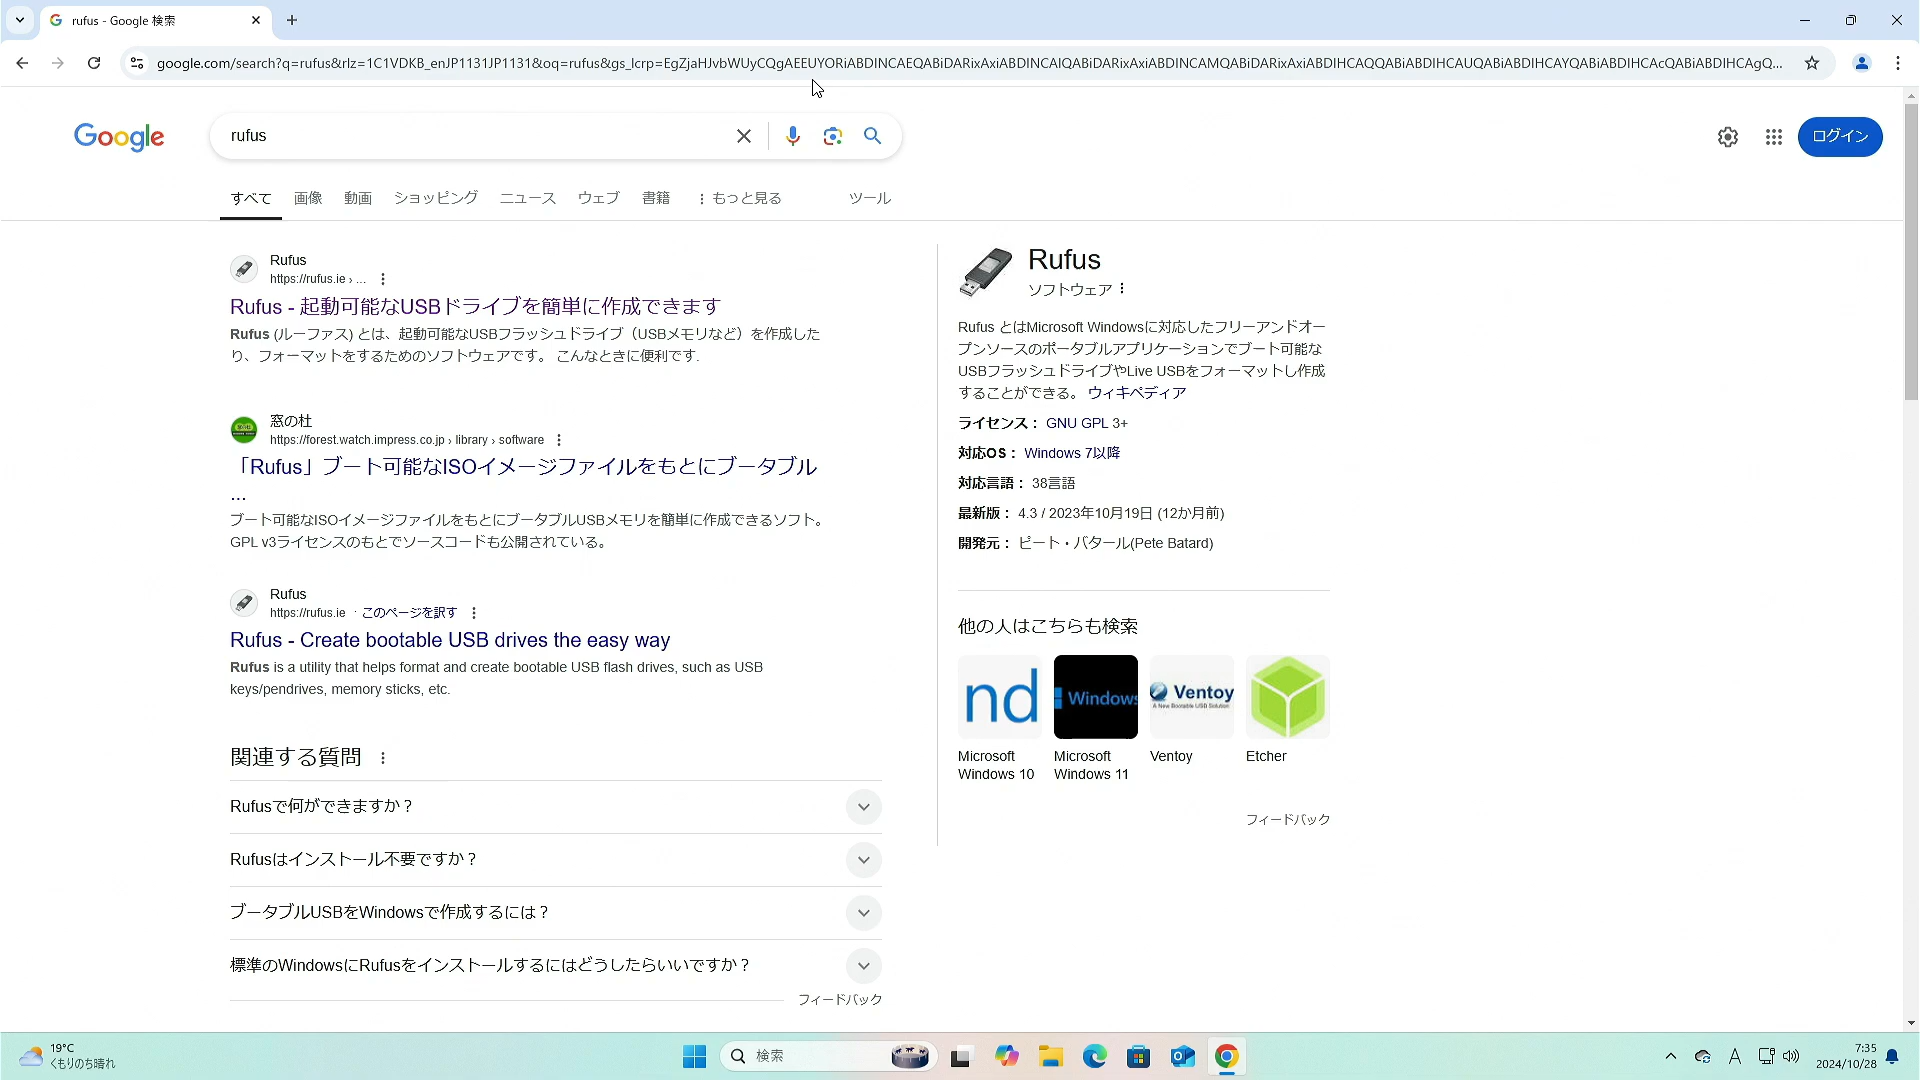 rufus - Google 検索
google.com/search?q=rufus&rlz=1C1VDKB_enJP1131JP1131&oq=rufus&gs_lcrp=EgZjaHJvbWUyCQgAEEUYORiABDINCAEQABiDARixAxiABDINCAIQABiDARixAxiABDINCAMQABiDARixAxiABDIHCAQQABiABDIHCAUQABiABDIHCAYQABiABDIHCAcQABiABDIHCAgQ...
Google
rufus
ログイン
すべて 画像 動画 ショッピング ニュース ウェブ 書籍 もっと見る ツール
Rufus
https://rufus.ie › ...
Rufus - 起動可能なUSBドライブを簡単に作成できます
Rufus (ルーファス) とは、起動可能なUSBフラッシュドライブ（USBメモリなど）を作成した
り、フォーマットをするためのソフトウェアです。 こんなときに便利です.
窓の杜
https://forest.watch.impress.co.jp › library › software
「Rufus」ブート可能なISOイメージファイルをもとにブータブル
...
ブート可能なISOイメージファイルをもとにブータブルUSBメモリを簡単に作成できるソフト。
GPL v3ライセンスのもとでソースコードも公開されている。
Rufus
https://rufus.ie · このページを訳す
Rufus - Create bootable USB drives the easy way
Rufus is a utility that helps format and create bootable USB flash drives, such as USB
keys/pendrives, memory sticks, etc.
関連する質問
Rufusで何ができますか？
Rufusはインストール不要ですか？
ブータブルUSBをWindowsで作成するには？
標準のWindowsにRufusをインストールするにはどうしたらいいですか？
フィードバック
Rufus
ソフトウェア
Rufus とはMicrosoft Windowsに対応したフリーアンドオー
プンソースのポータブルアプリケーションでブート可能な
USBフラッシュドライブやLive USBをフォーマットし作成
することができる。 ウィキペディア
ライセンス： GNU GPL 3+
対応OS： Windows 7以降
対応言語： 38言語
最新版： 4.3 / 2023年10月19日 (12か月前)
開発元： ピート・バタール(Pete Batard)
他の人はこちらも検索
nd
Windows
Ventoy
A New Bootable USB Solution
Microsoft Windows 10
Microsoft Windows 11
Ventoy
Etcher
フィードバック
19°C
くもりのち晴れ
検索
A
7:35
2024/10/28